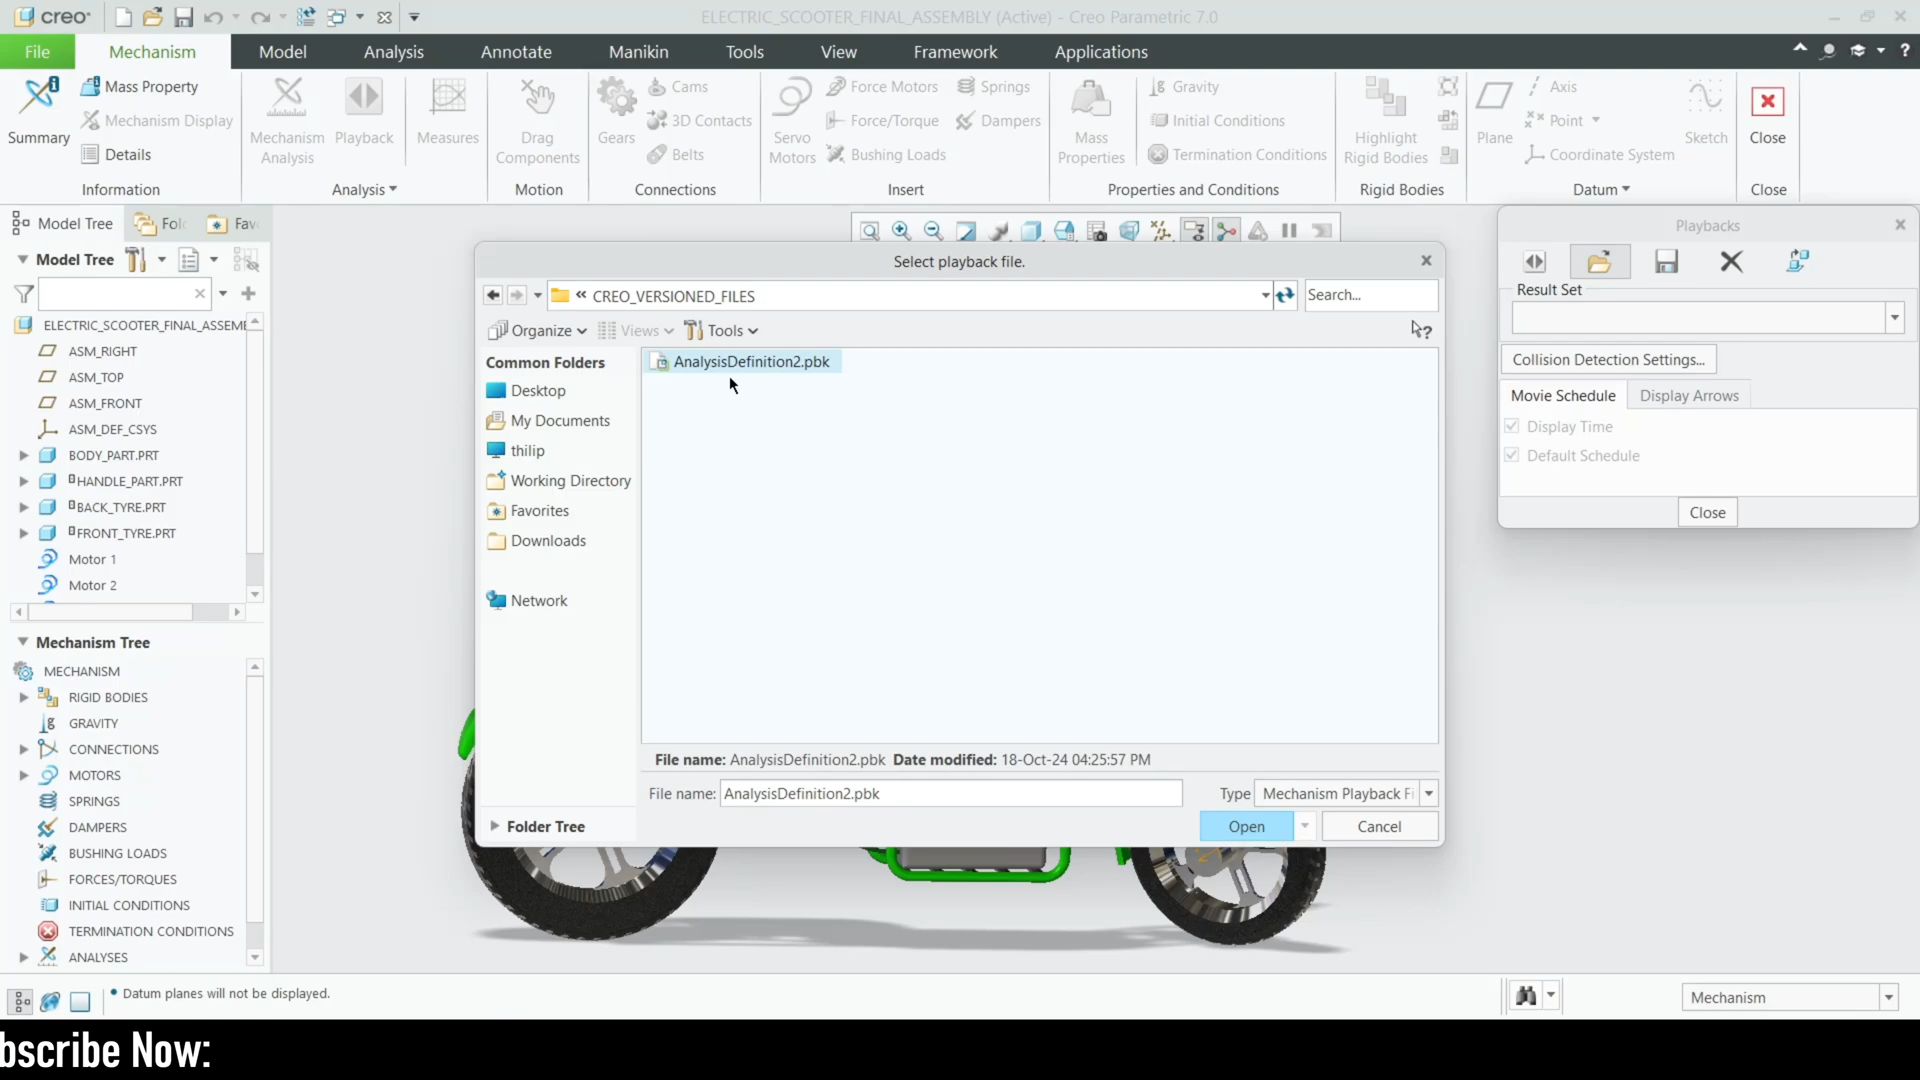 creo
ELECTRIC_SCOOTER_FINAL_ASSEMBLY (Active) - Creo Parametric 7.0
File
Mechanism
Model
Analysis
Annotate
Manikin
Tools
View
Framework
Applications
Summary
Mass Property
Mechanism Display
Details
Information
Mechanism
Analysis
Playback
Measures
Analysis
Drag
Components
Motion
Gears
Cams
3D Contacts
Belts
Connections
Servo
Motors
Force Motors
Force/Torque
Bushing Loads
Springs
Dampers
Insert
Mass
Properties
Gravity
Initial Conditions
Termination Conditions
Properties and Conditions
Highlight
Rigid Bodies
Rigid Bodies
Plane
Axis
Point
Coordinate System
Sketch
Datum
Close
Close
Model Tree
Fol
Fav
Model Tree
ELECTRIC_SCOOTER_FINAL_ASSEME
ASM_RIGHT
ASM_TOP
ASM_FRONT
ASM_DEF_CSYS
BODY_PART.PRT
HANDLE_PART.PRT
BACK_TYRE.PRT
FRONT_TYRE.PRT
Motor 1
Motor 2
Mechanism Tree
MECHANISM
RIGID BODIES
GRAVITY
CONNECTIONS
MOTORS
SPRINGS
DAMPERS
BUSHING LOADS
FORCES/TORQUES
INITIAL CONDITIONS
TERMINATION CONDITIONS
ANALYSES
Select playback file.
« CREO_VERSIONED_FILES
Search...
Organize
Views
Tools
Common Folders
Desktop
My Documents
thilip
Working Directory
Favorites
Downloads
Network
Folder Tree
AnalysisDefinition2.pbk
File name: AnalysisDefinition2.pbk Date modified: 18-Oct-24 04:25:57 PM
File name: AnalysisDefinition2.pbk
Type Mechanism Playback Fi
Open
Cancel
Playbacks
Result Set
Collision Detection Settings...
Movie Schedule
Display Arrows
Display Time
Default Schedule
Close
• Datum planes will not be displayed.
Mechanism
bscribe Now: